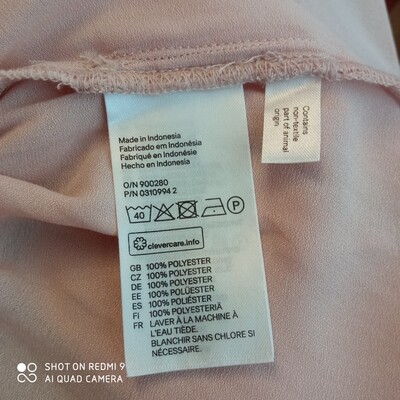 Made in Indonesia
Fabricado em Indonésia
Fabriqué en Indonésie
Hecho en Indonesia
O/N 900280
P/N 0310994 2
40
P
clevercare.info
GB 100% POLYESTER
CZ 100% POLYESTER
DE 100% POLYESTER
EE 100% POLÜESTER
ES 100% POLIÉSTER
FI 100% POLYESTERIÄ
FR LAVER À LA MACHINE À
L'EAU TIÈDE.
BLANCHIR SANS CHLORE SI
NÉCESSAIRE.
Contains
non-textile
part of animal
origin
SHOT ON REDMI 9
AI QUAD CAMERA